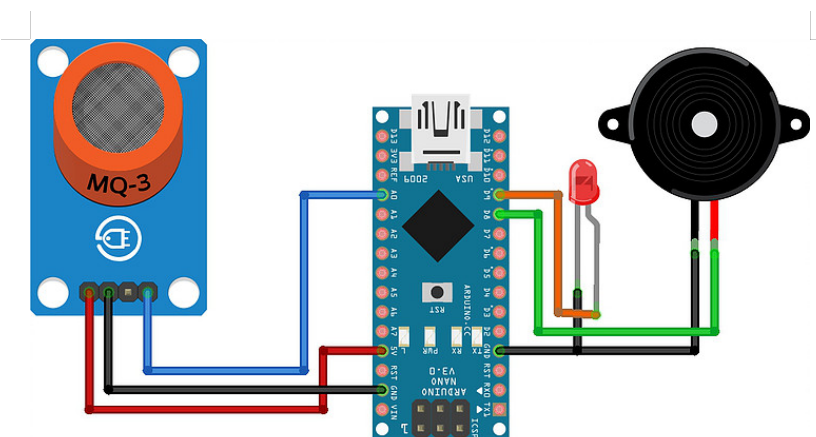 MQ-3
2009
USA
D13
3V3
REF
A0
A1
A2
A3
A4
A5
A6
A7
5V
RST
GND
VIN
D12
D11
D10
D9
D8
D7
D6
D5
D4
D3
D2
GND
RST
RX0
TX1
RST
ARDUINO.CC
L
PWR
RX
TX
ARDUINO
NANO
V3.0
ICSP
1